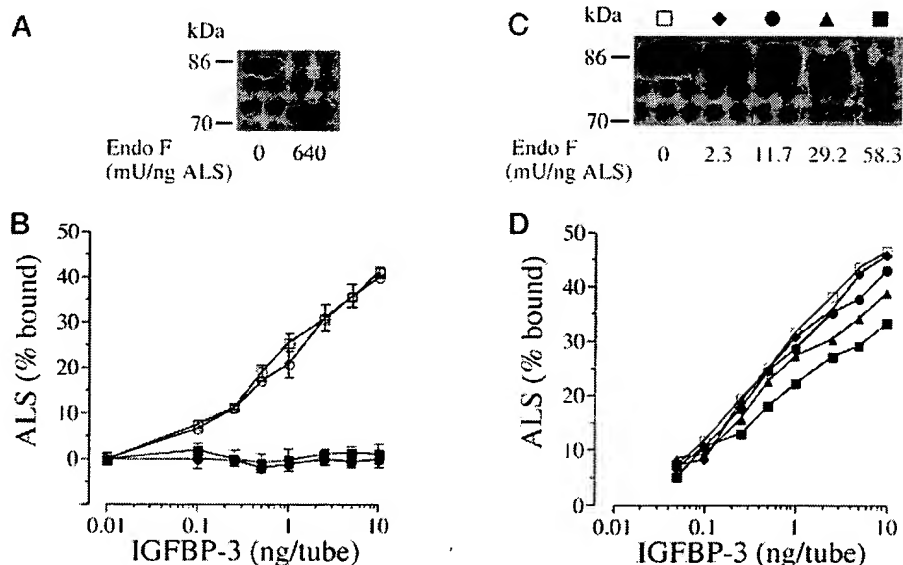 A
kDa
86
70
Endo F 0 640
(mU/ng ALS)
C
kDa
86
70
Endo F 0 2.3 11.7 29.2 58.3
(mU/ng ALS)
B
ALS (% bound)
50
40
30
20
10
0
0.01 0.1 1 10
IGFBP-3 (ng/tube)
D
ALS (% bound)
50
40
30
20
10
0
0.01 0.1 1 10
IGFBP-3 (ng/tube)